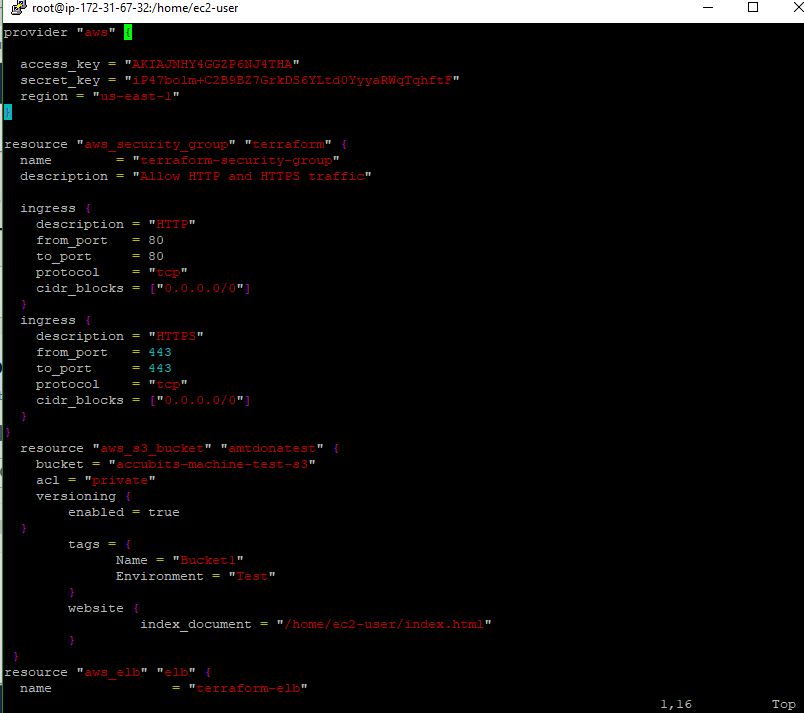 root@ip-172-31-67-32:/home/ec2-user
provider "aws" {
access_key = "AKIAJNHY4GGZP6NJ4THA"
secret_key = ""
region = "us-east-1"
}
resource "aws_security_group" "terraform" {
name = "terraform-security-group"
description = "Allow HTTP and HTTPS traffic"
ingress {
description = "HTTP"
from_port = 80
to_port = 80
protocol = "tcp"
cidr_blocks = ["0.0.0.0/0"]
}
ingress {
description = "HTTPS"
from_port = 443
to_port = 443
protocol = "tcp"
cidr_blocks = ["0.0.0.0/0"]
}
}
resource "aws_s3_bucket" "amtdonatest" {
bucket = "accubits-machine-test-s3"
acl = "private"
versioning {
enabled = true
}
tags = {
Name = "Bucket1"
Environment = "Test"
}
website {
index_document = "/home/ec2-user/index.html"
}
}
resource "aws_elb" "elb" {
name = "terraform-elb"
1,16 Top